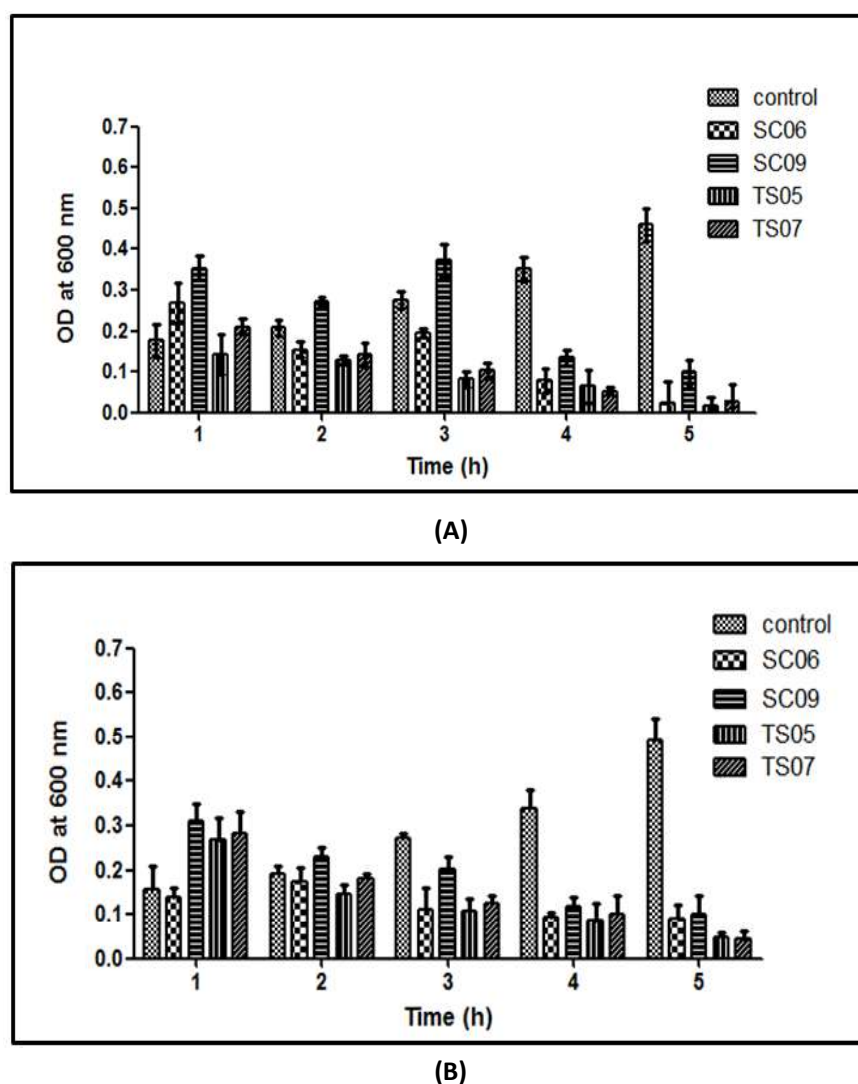 control
SC06
SC09
TS05
TS07
OD at 600 nm
0.7
0.6
0.5
0.4
0.3
0.2
0.1
0.0
1 2 3 4 5
Time (h)
(A)
control
SC06
SC09
TS05
TS07
OD at 600 nm
0.7
0.6
0.5
0.4
0.3
0.2
0.1
0.0
1 2 3 4 5
Time (h)
(B)